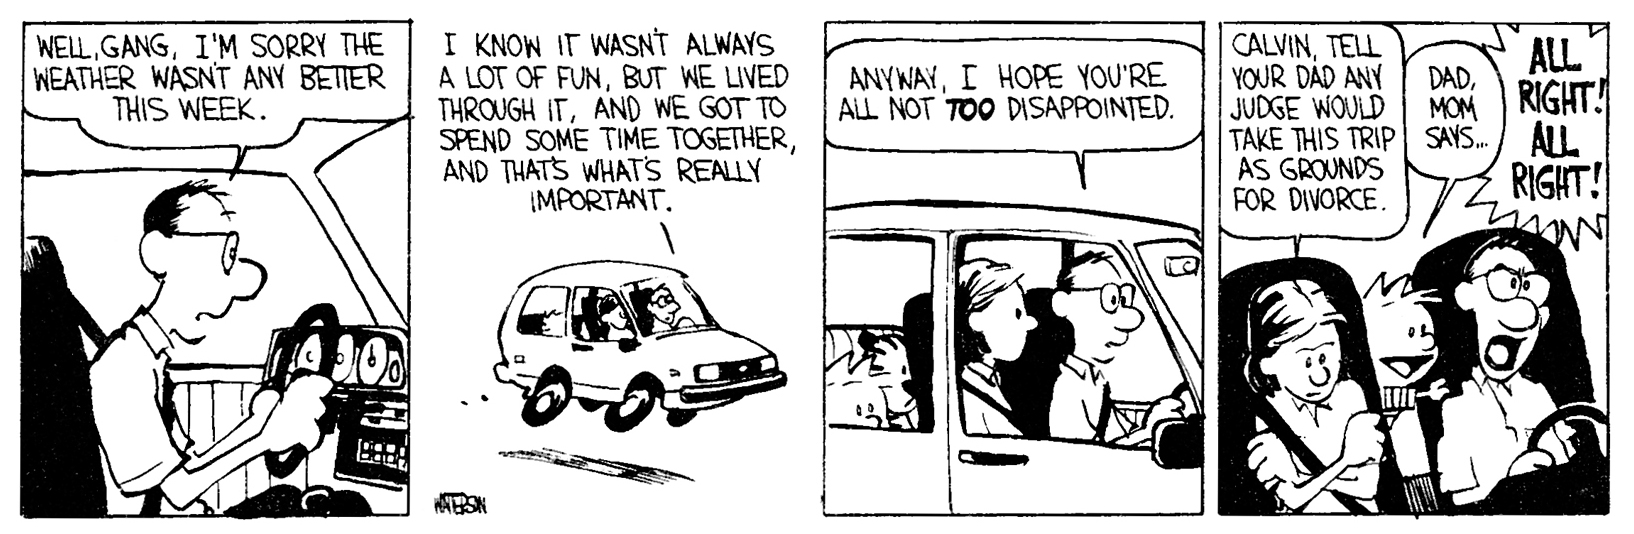 WELL, GANG, I'M SORRY THE
WEATHER WASN'T ANY BETTER
THIS WEEK.
I KNOW IT WASN'T ALWAYS
A LOT OF FUN, BUT WE LIVED
THROUGH IT, AND WE GOT TO
SPEND SOME TIME TOGETHER,
AND THAT'S WHAT'S REALLY
IMPORTANT.
WATTERSON
ANYWAY, I HOPE YOU'RE
ALL NOT TOO DISAPPOINTED.
CALVIN, TELL
YOUR DAD ANY
JUDGE WOULD
TAKE THIS TRIP
AS GROUNDS
FOR DIVORCE.
DAD,
MOM
SAYS...
ALL
RIGHT!
ALL
RIGHT!